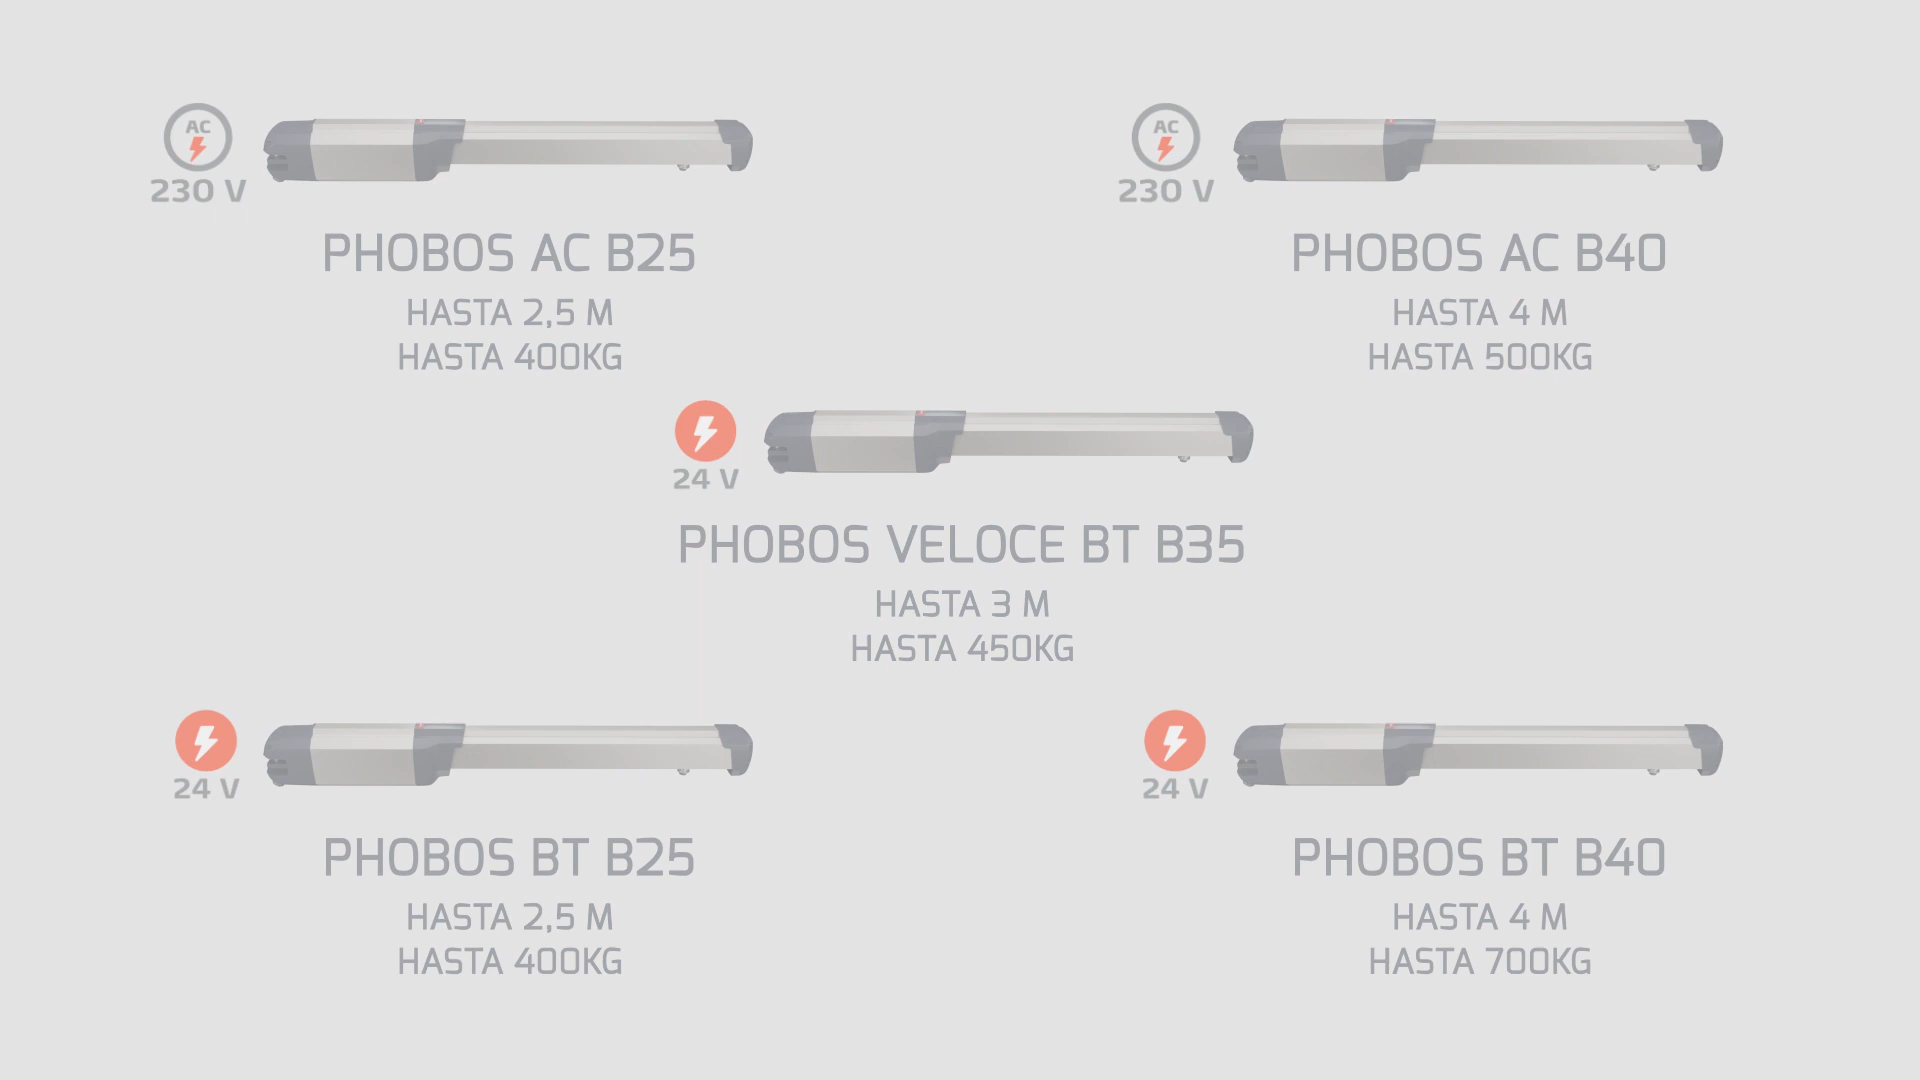 AC
230 V
PHOBOS AC B25
HASTA 2,5 M
HASTA 400KG
AC
230 V
PHOBOS AC B40
HASTA 4 M
HASTA 500KG
24 V
PHOBOS VELOCE BT B35
HASTA 3 M
HASTA 450KG
24 V
PHOBOS BT B25
HASTA 2,5 M
HASTA 400KG
24 V
PHOBOS BT B40
HASTA 4 M
HASTA 700KG